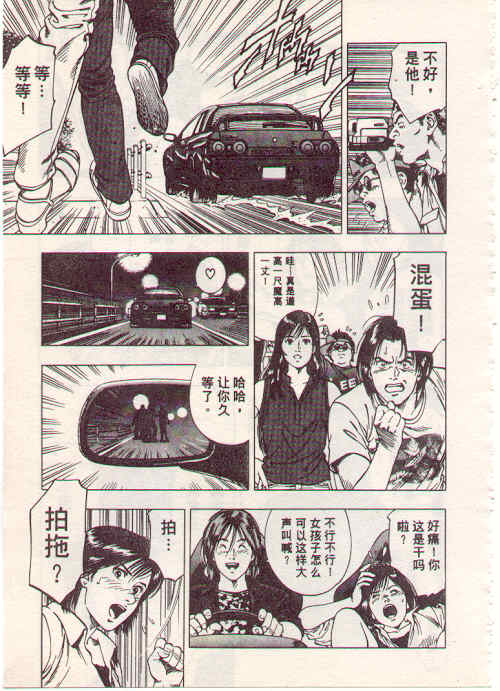 不好，
是他！
等…
等等！
混蛋！
哇…真是道
高一尺魔高
一丈！
哈哈，
让你久
等了。
好痛！你
这是干吗
啦？
不行不行！
女孩子怎么
可以这样大
声叫喊？
拍…
拍拖？